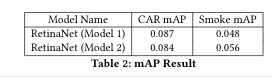 Model Name CAR mAP Smoke mAP
RetinaNet (Model 1) 0.087 0.048
RetinaNet (Model 2) 0.084 0.056
Table 2: mAP Result